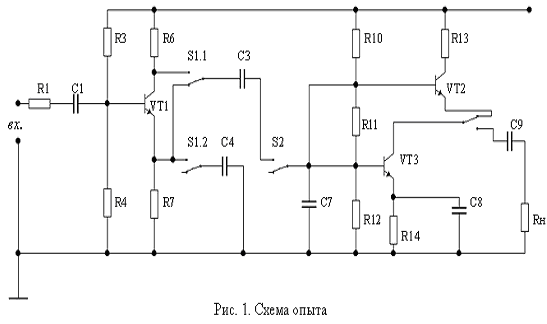 R3
R6
R10
R13
S1.1
C3
R1
C1
VT1
VT2
вх.
S1.2
C4
S2
R11
VT3
C9
R4
R7
C7
R12
R14
C8
Rн
Рис. 1. Схема опыта